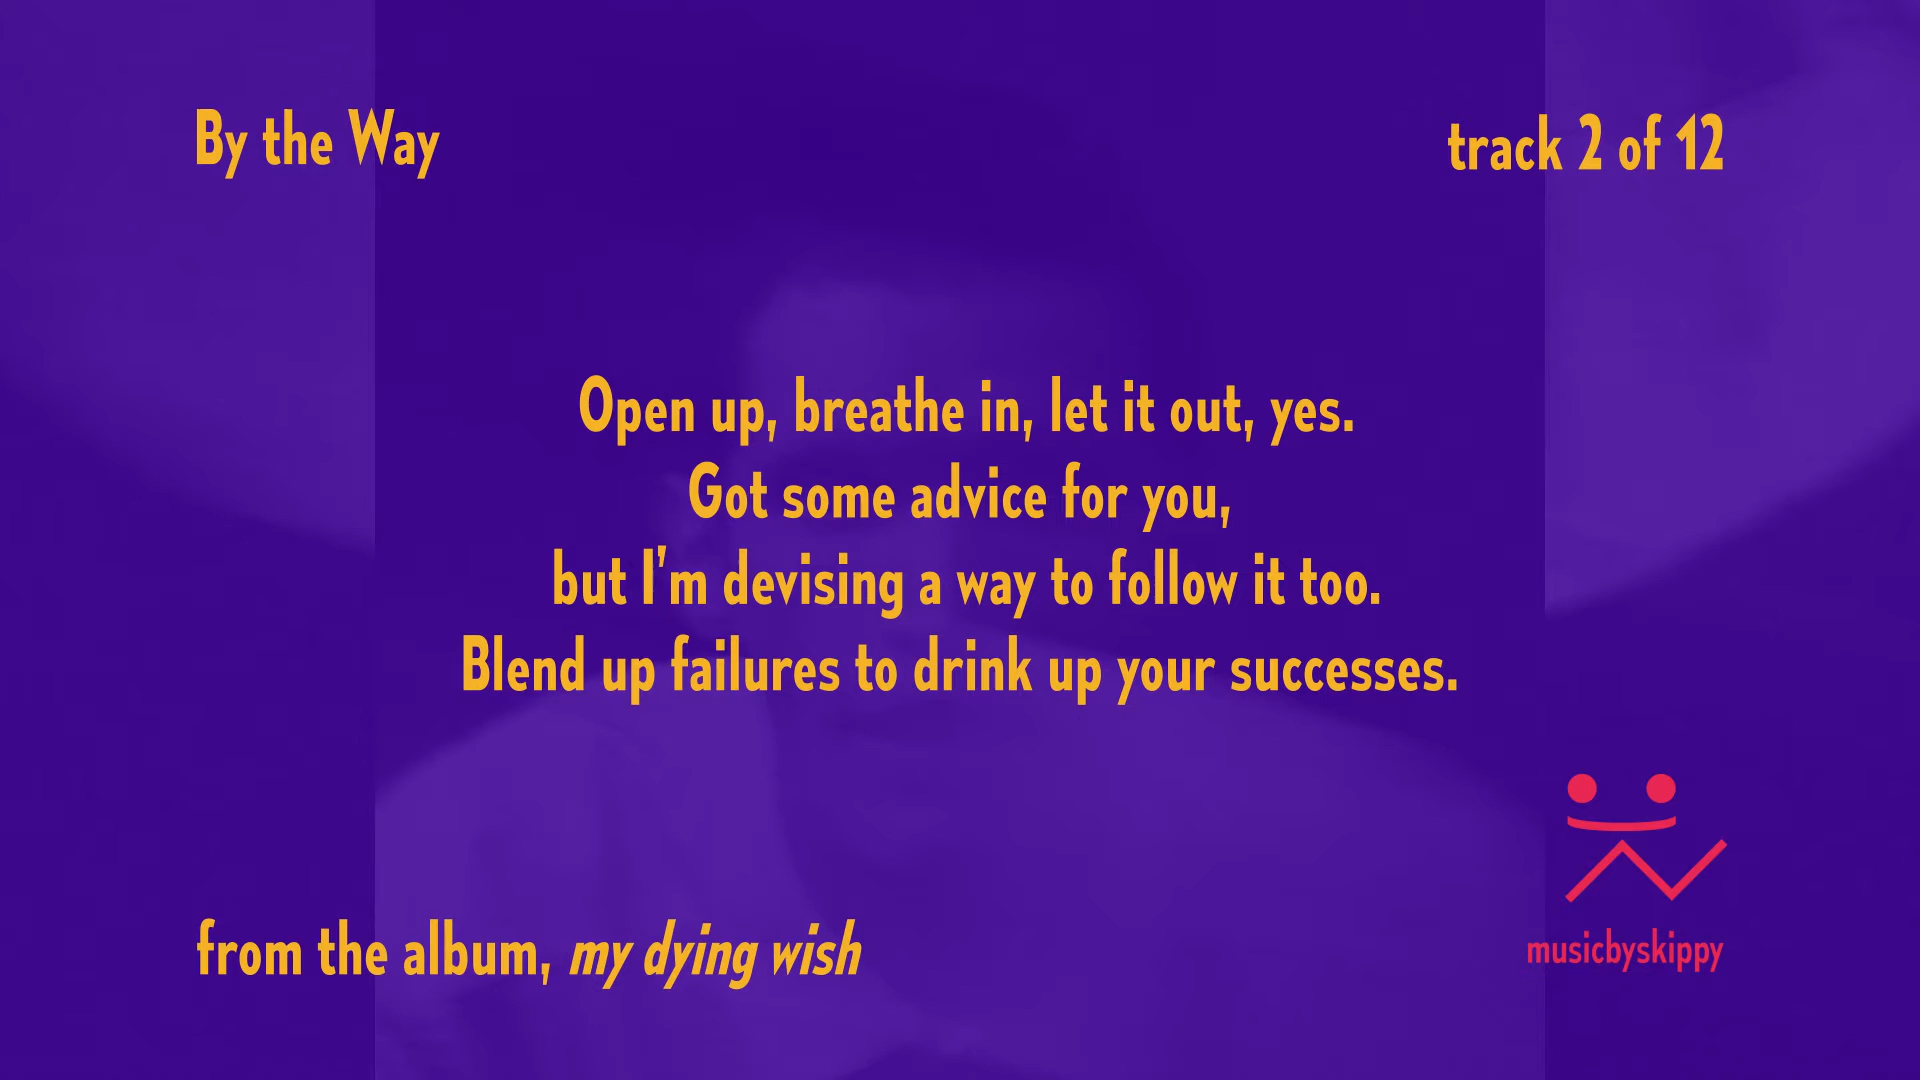 By the Way
track 2 of 12
Open up, breathe in, let it out, yes.
Got some advice for you,
but I'm devising a way to follow it too.
Blend up failures to drink up your successes.
from the album, my dying wish
musicbyskippy